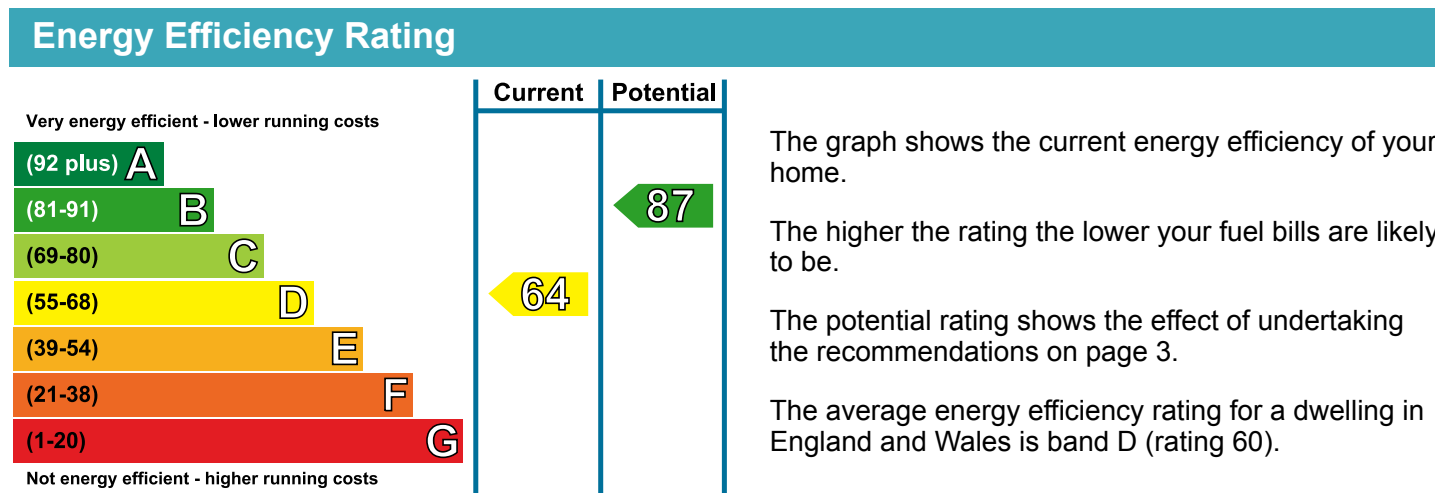 Energy Efficiency Rating
Current Potential
Very energy efficient - lower running costs
(92 plus) A
(81-91) B
87
(69-80) C
(55-68) D
64
(39-54) E
(21-38) F
(1-20) G
Not energy efficient - higher running costs
The graph shows the current energy efficiency of your
home.
The higher the rating the lower your fuel bills are likely
to be.
The potential rating shows the effect of undertaking
the recommendations on page 3.
The average energy efficiency rating for a dwelling in
England and Wales is band D (rating 60).